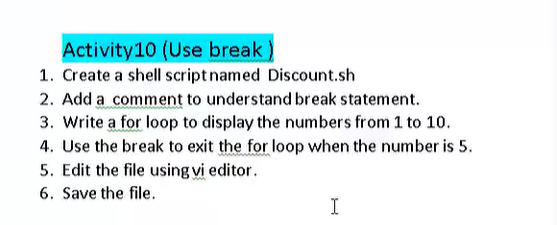 Activity10 (Use break )
1. Create a shell script named Discount.sh
2. Add a comment to understand break statement.
3. Write a for loop to display the numbers from 1 to 10.
4. Use the break to exit the for loop when the number is 5.
5. Edit the file using vi editor.
6. Save the file.